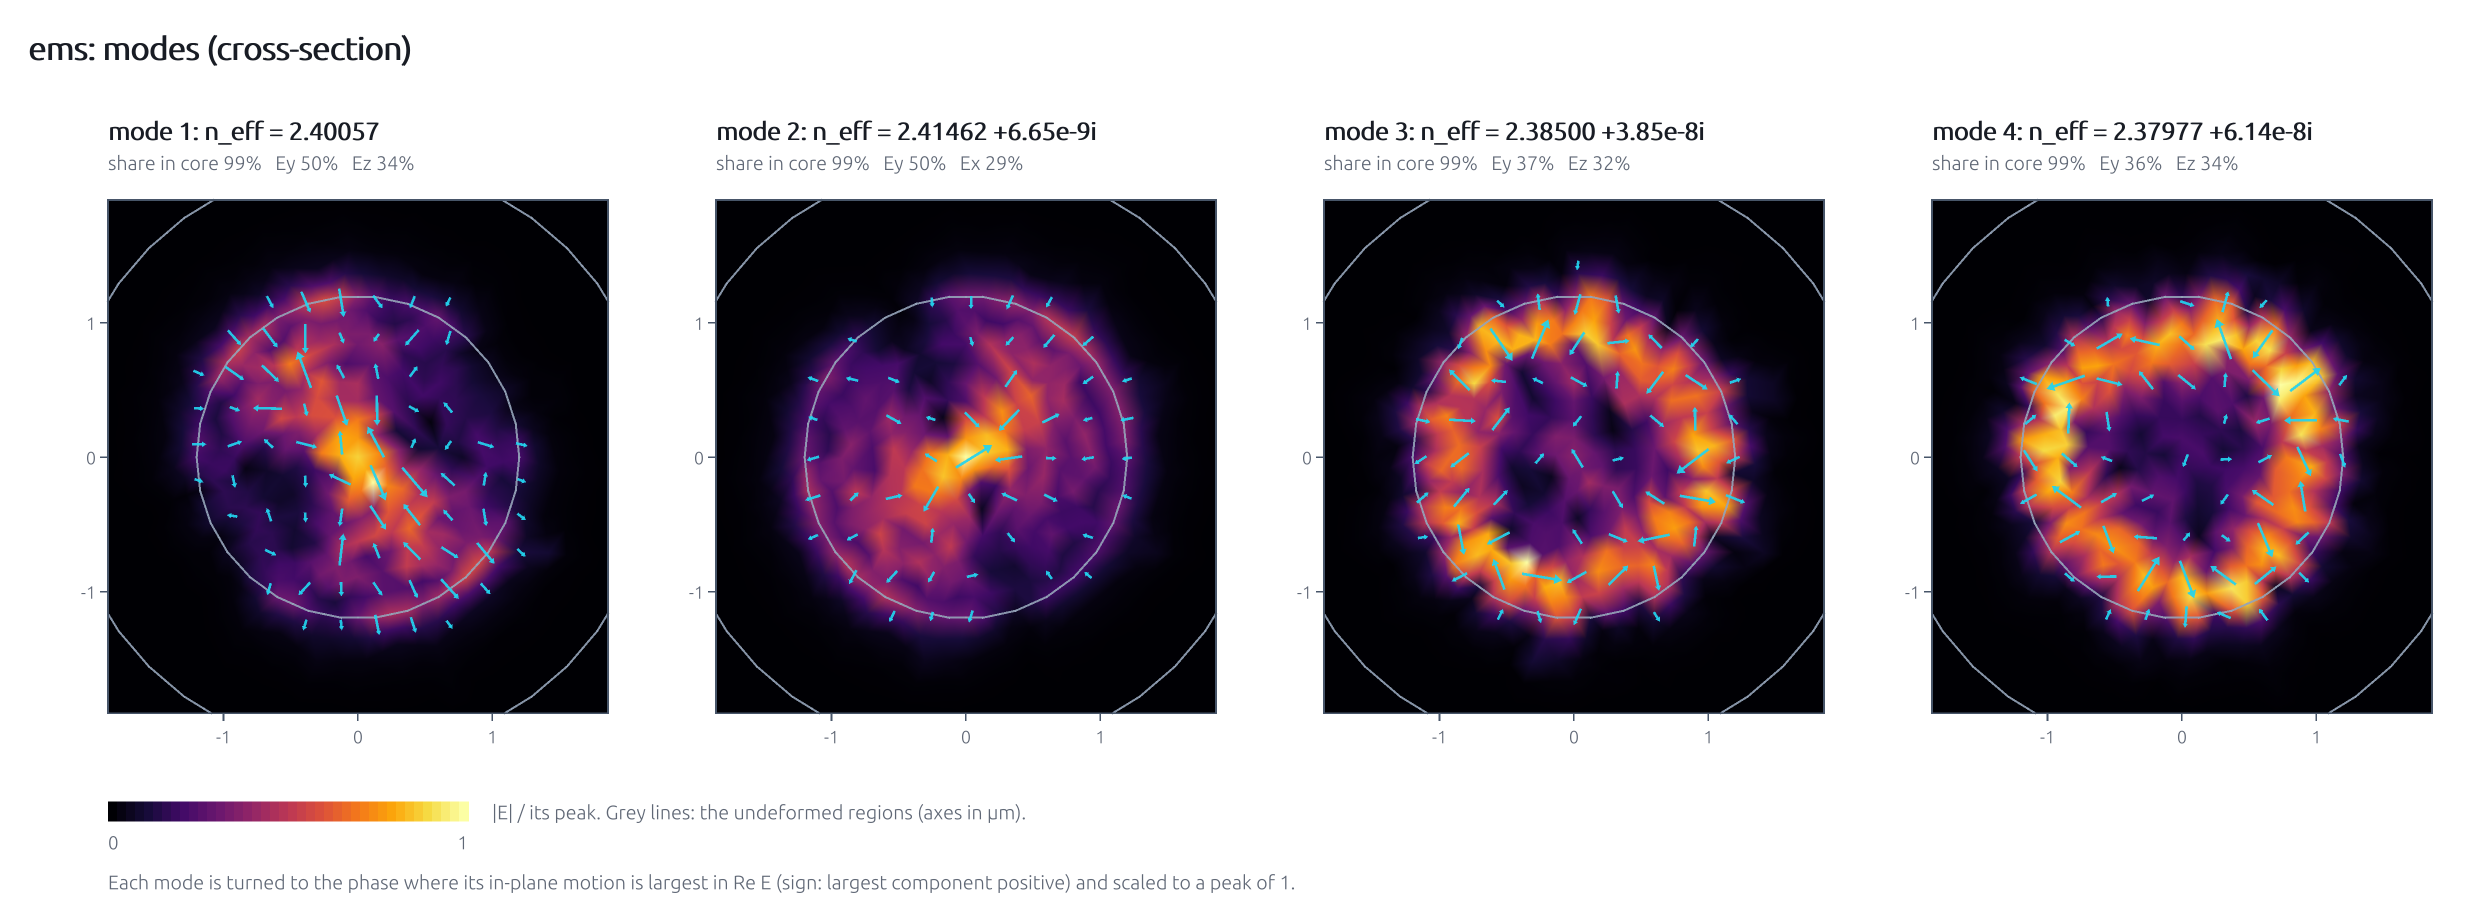 ems: modes (cross-section)
mode 1: n_eff = 2.40057
share in core 99% Ey 50% Ez 34%
mode 2: n_eff = 2.41462 +6.65e-9i
share in core 99% Ey 50% Ex 29%
mode 3: n_eff = 2.38500 +3.85e-8i
share in core 99% Ey 37% Ez 32%
mode 4: n_eff = 2.37977 +6.14e-8i
share in core 99% Ey 36% Ez 34%
1
0
-1
-1 0 1
1
0
-1
-1 0 1
1
0
-1
-1 0 1
1
0
-1
-1 0 1
|E| / its peak. Grey lines: the undeformed regions (axes in µm).
0 1
Each mode is turned to the phase where its in-plane motion is largest in Re E (sign: largest component positive) and scaled to a peak of 1.